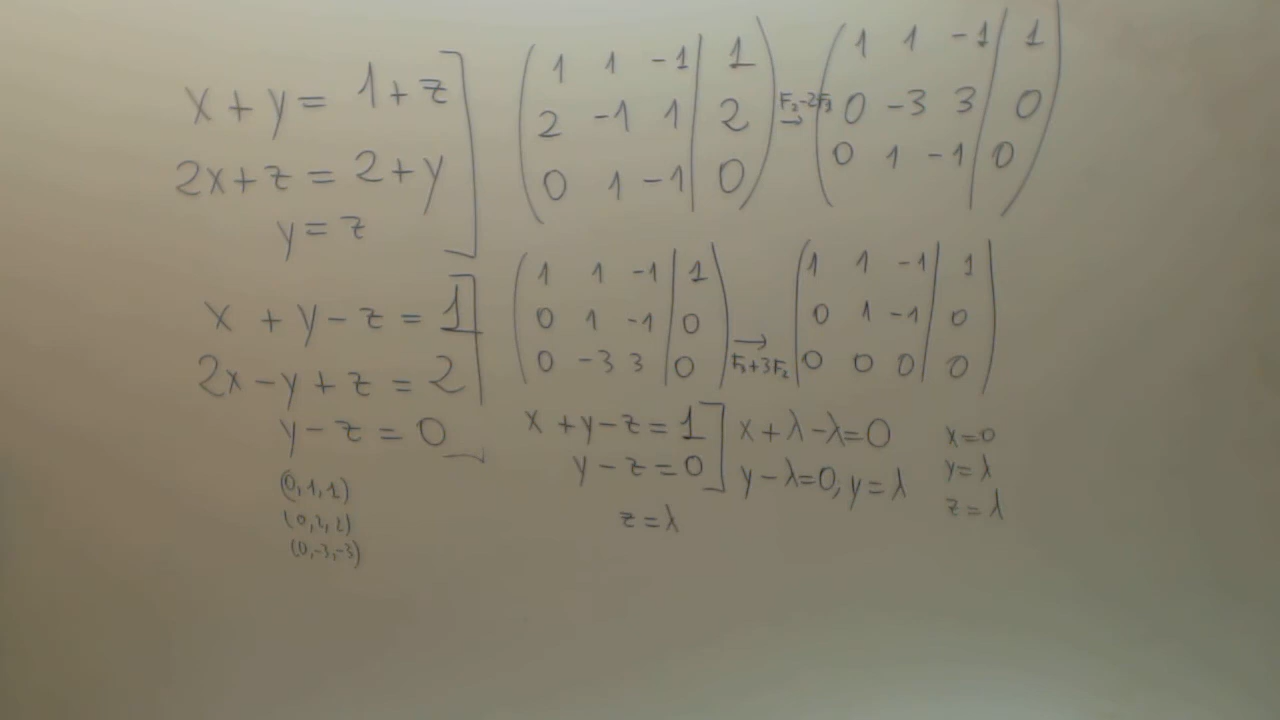 x + y = 1 + z
2x + z = 2 + y
y = z
x + y - z = 1
2x - y + z = 2
y - z = 0
(0,1,1)
(0,2,2)
(0,-3,-3)
1 1 -1 | 1
2 -1 1 | 2
0 1 -1 | 0
F₂-2F₃
→
1 1 -1 | 1
0 -3 3 | 0
0 1 -1 | 0
1 1 -1 | 1
0 1 -1 | 0
0 -3 3 | 0
→
F₃+3F₂
1 1 -1 | 1
0 1 -1 | 0
0 0 0 | 0
x + y - z = 1
y - z = 0
z = λ
x + λ - λ = 0
y - λ = 0, y = λ
x = 0
y = λ
z = λ